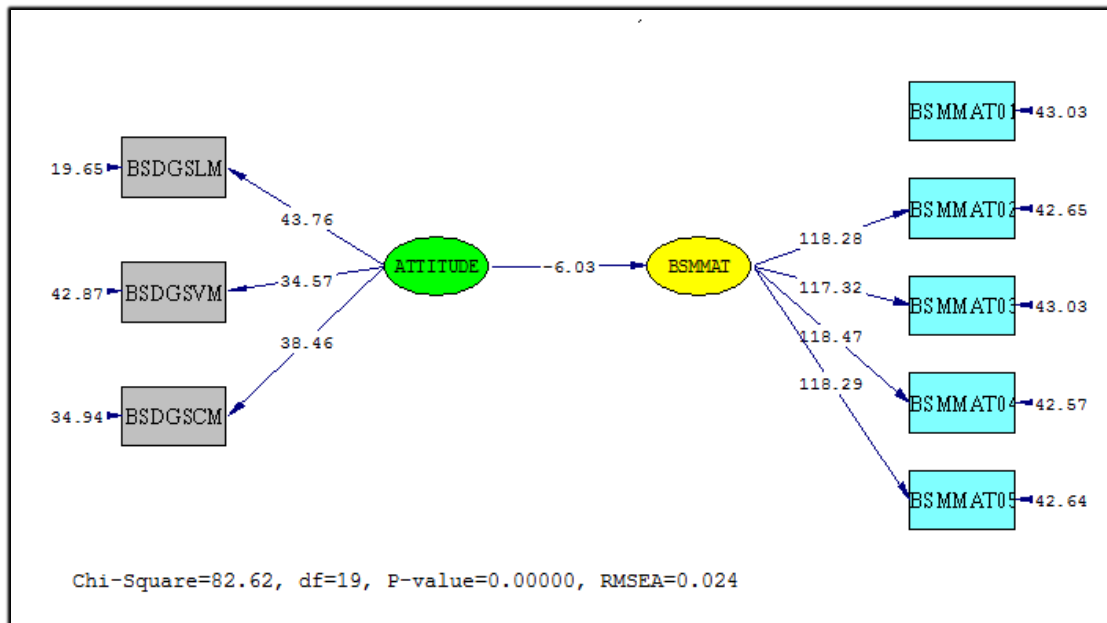 BSMMAT01 43.03
19.65 BSDGSLM
43.76
BSMMAT02 42.65
118.28
ATTITUDE -6.03 BSMMAT
34.57
42.87 BSDGSVM
117.32
BSMMAT03 43.03
38.46
118.47
118.29
BSMMAT04 42.57
34.94 BSDGSCM
BSMMAT05 42.64
Chi-Square=82.62, df=19, P-value=0.00000, RMSEA=0.024